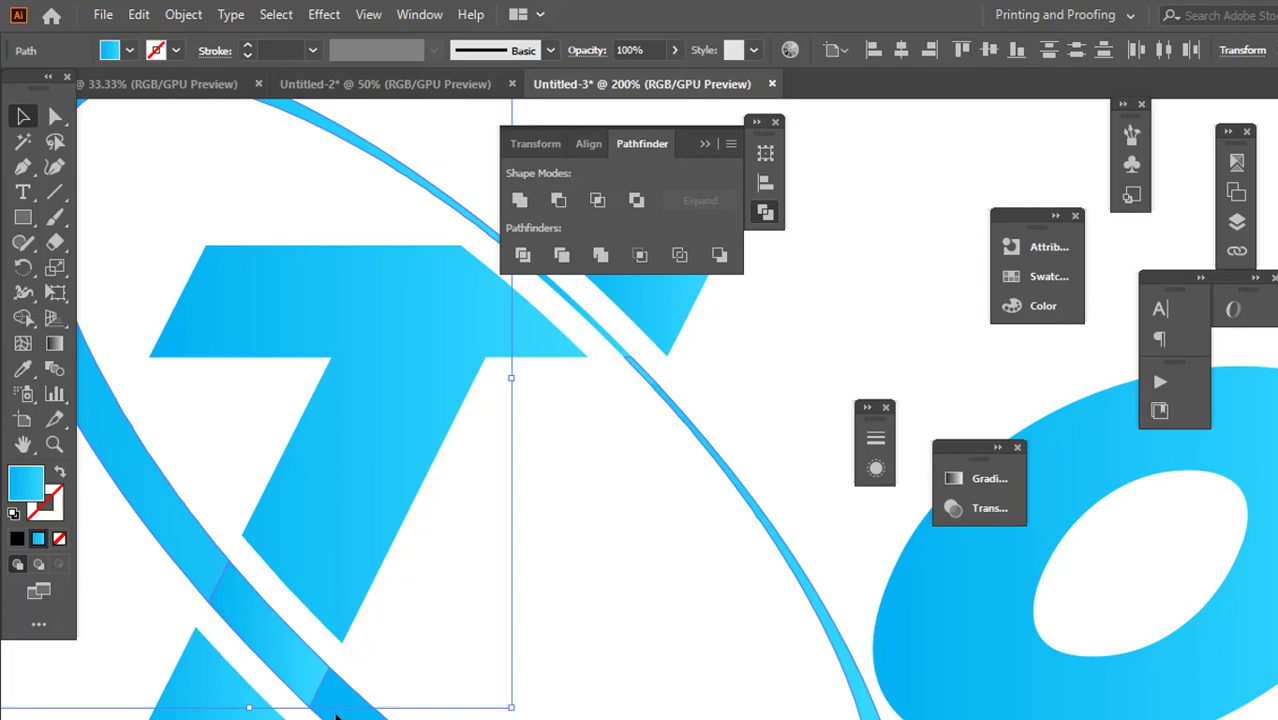 Ai File Edit Object Type Select Effect View Window Help Printing and Proofing Search Adobe Sto
Path Stroke: Basic Opacity: 100% Style: Transform
@ 33.33% (RGB/GPU Preview) Untitled-2* @ 50% (RGB/GPU Preview) Untitled-3* @ 200% (RGB/GPU Preview)
Transform Align Pathfinder
Shape Modes:
Expand
Pathfinders:
Attrib...
Swatc...
Color
Gradi...
Trans...
T